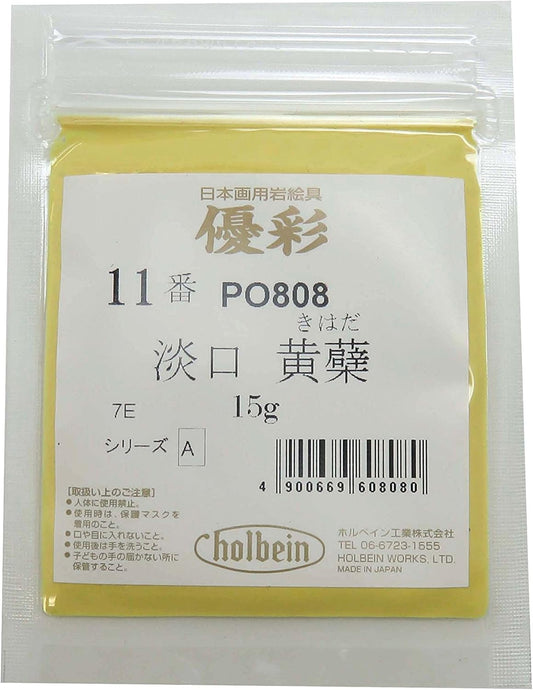 日本画用岩絵具
優彩
11番 PO808
きはだ
淡口 黄蘗
7E 15g
シリーズ A
4 900669 608080
【取扱い上のご注意】
●人体に使用禁止。
●使用時は、保護マスクを
着用のこと。
●口や目に入れないこと。
●使用後は手を洗うこと。
●子どもの手の届かない所に
保管すること。
holbein
ホルベイン工業株式会社
TEL 06-6723-1555
HOLBEIN WORKS, LTD.
MADE IN JAPAN